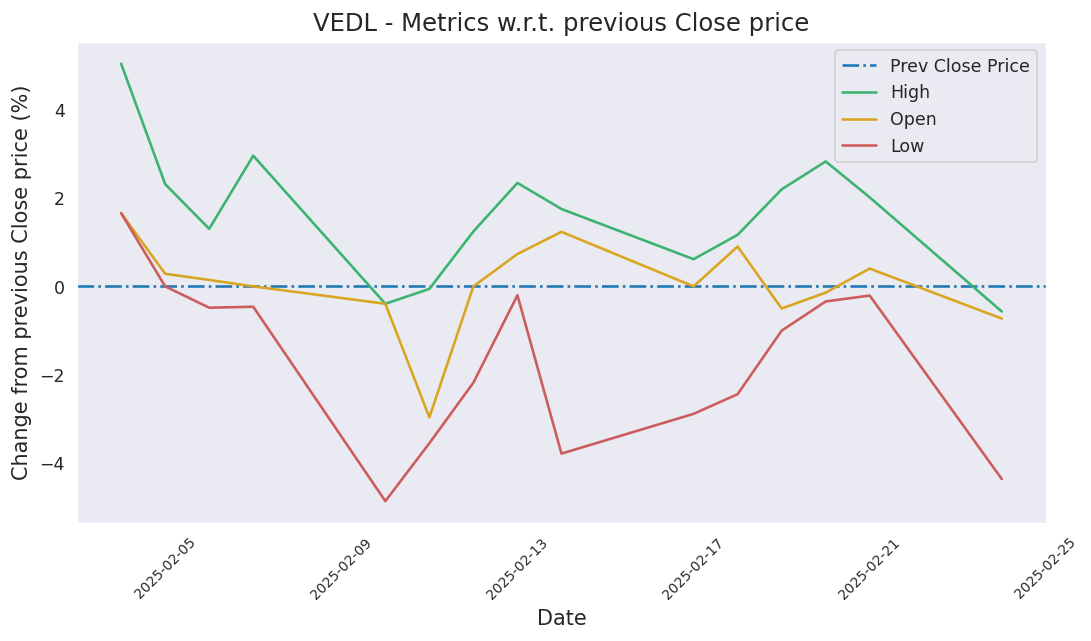 VEDL - Metrics w.r.t. previous Close price
Change from previous Close price (%)
4
2
0
−2
−4
Prev Close Price
High
Open
Low
2025-02-05
2025-02-09
2025-02-13
2025-02-17
2025-02-21
2025-02-25
Date